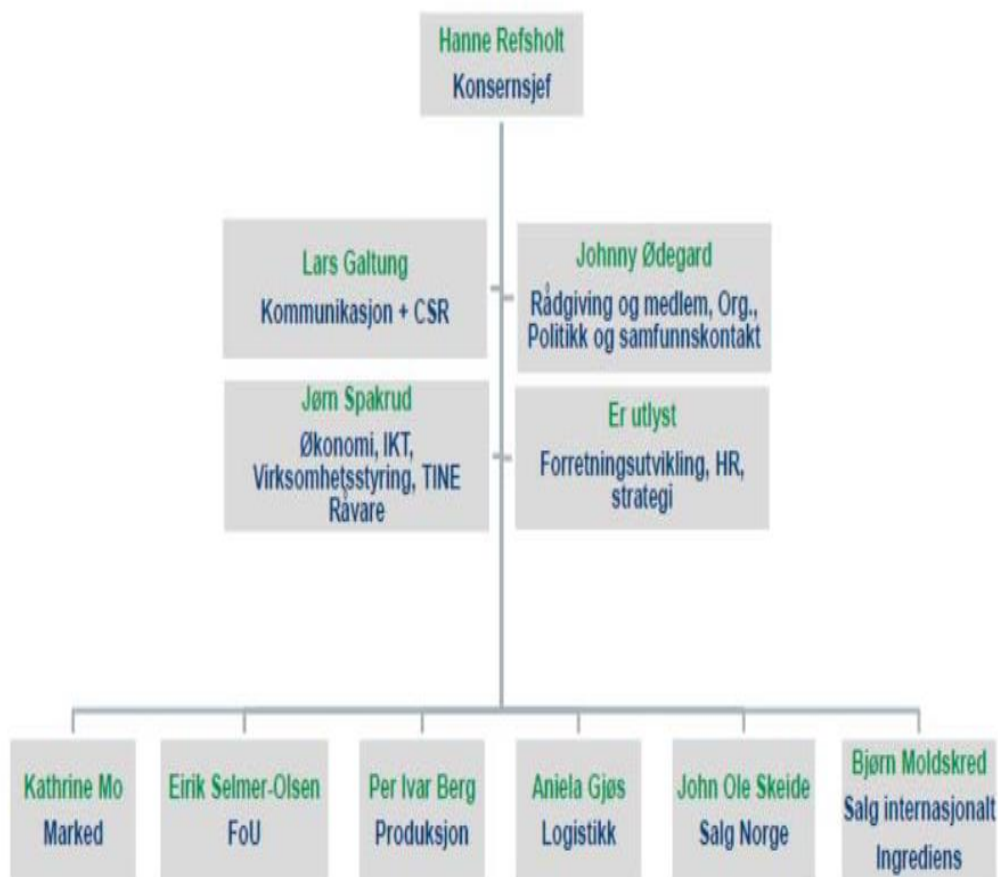 Hanne Refsholt
Konsernsjef
Lars Galtung
Kommunikasjon + CSR
Johnny Ødegard
Rådgiving og medlem, Org.,
Politikk og samfunnskontakt
Jørn Spakrud
Økonomi, IKT,
Virksomhetsstyring, TINE
Råvare
Er utlyst
Forretningsutvikling, HR,
strategi
Kathrine Mo
Marked
Eirik Selmer-Olsen
FoU
Per Ivar Berg
Produksjon
Aniela Gjøs
Logistikk
John Ole Skeide
Salg Norge
Bjørn Moldskred
Salg internasjonalt
Ingrediens